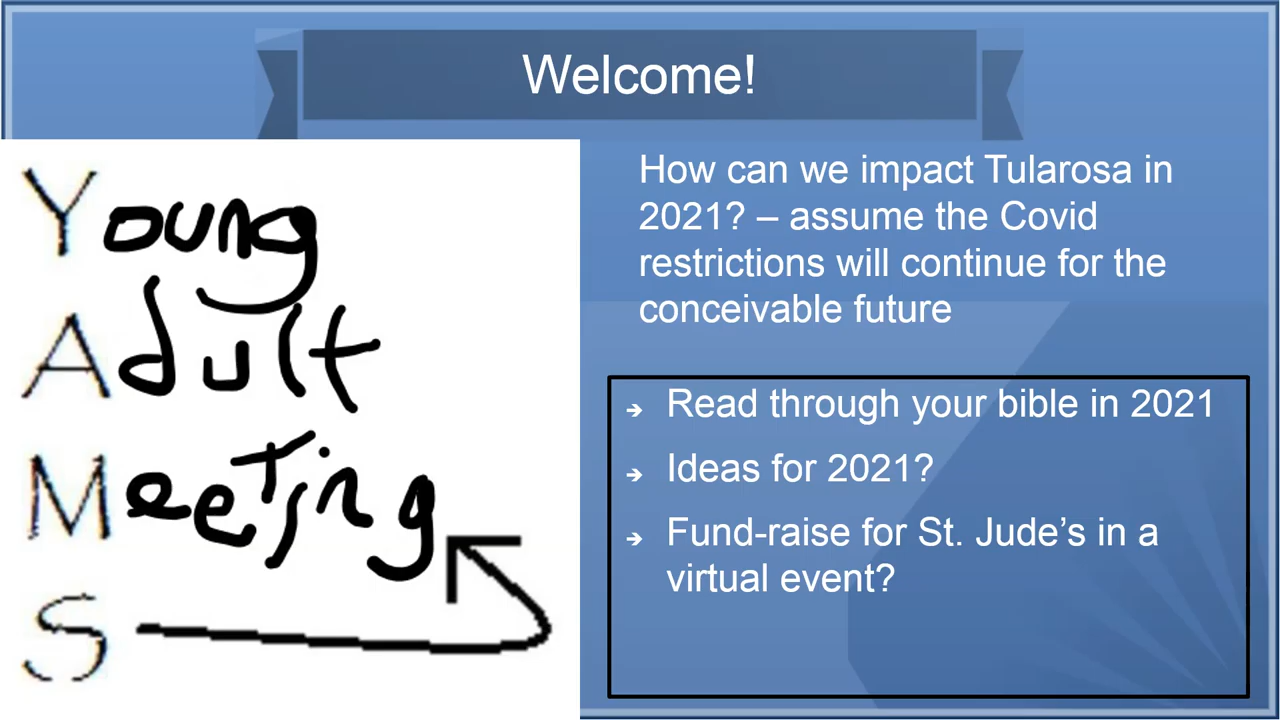 Welcome!
Young
Adult
Meeting
S
How can we impact Tularosa in
2021? – assume the Covid
restrictions will continue for the
conceivable future
➔ Read through your bible in 2021
➔ Ideas for 2021?
➔ Fund-raise for St. Jude’s in a
virtual event?